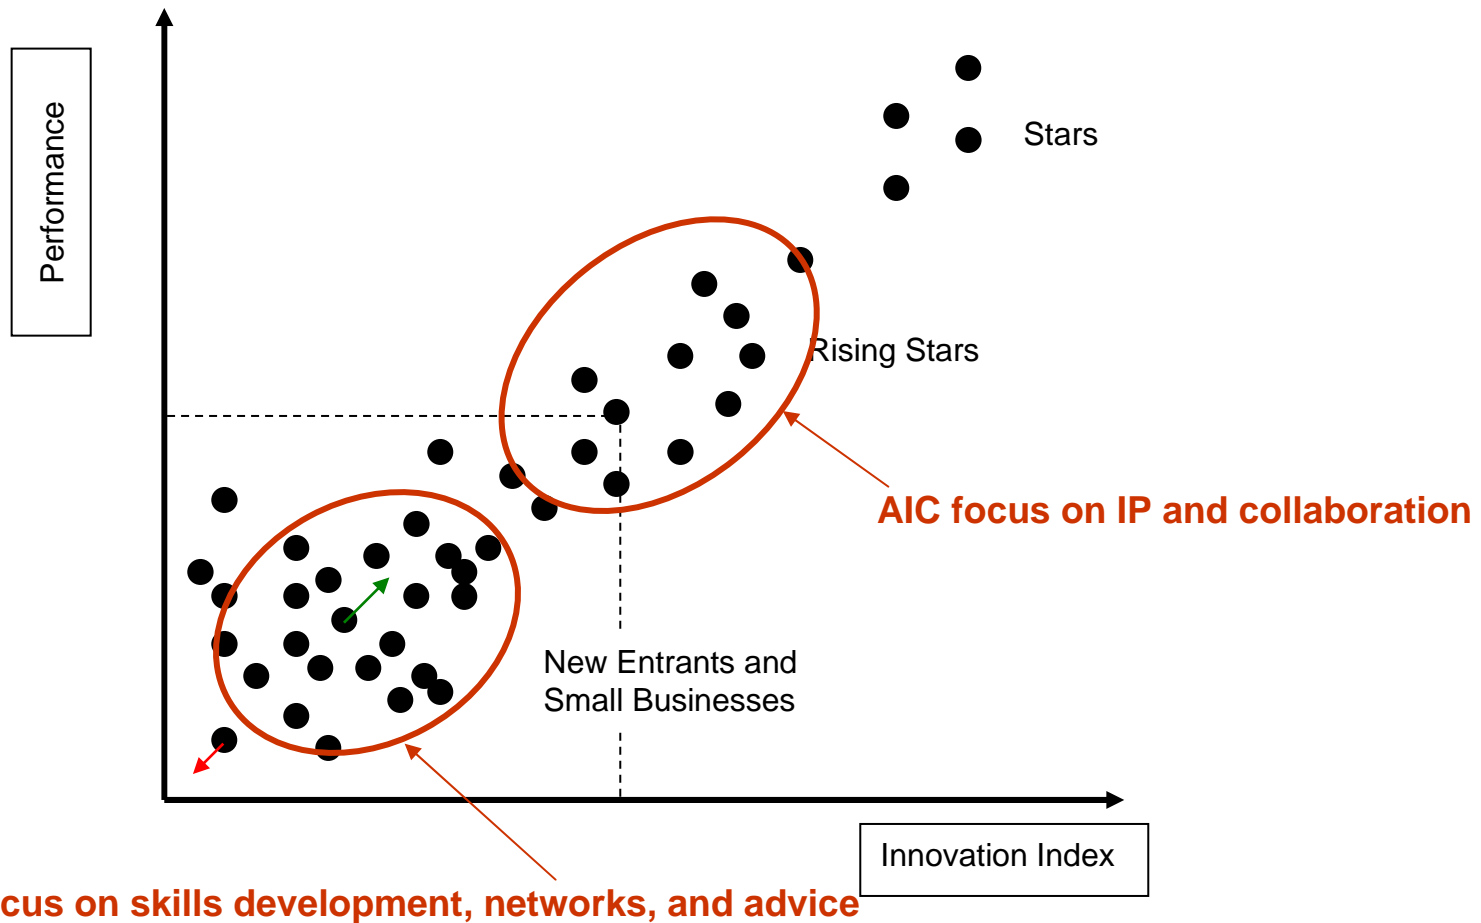 Performance
Stars
Rising Stars
AIC focus on IP and collaboration
New Entrants and
Small Businesses
Innovation Index
cus on skills development, networks, and advice